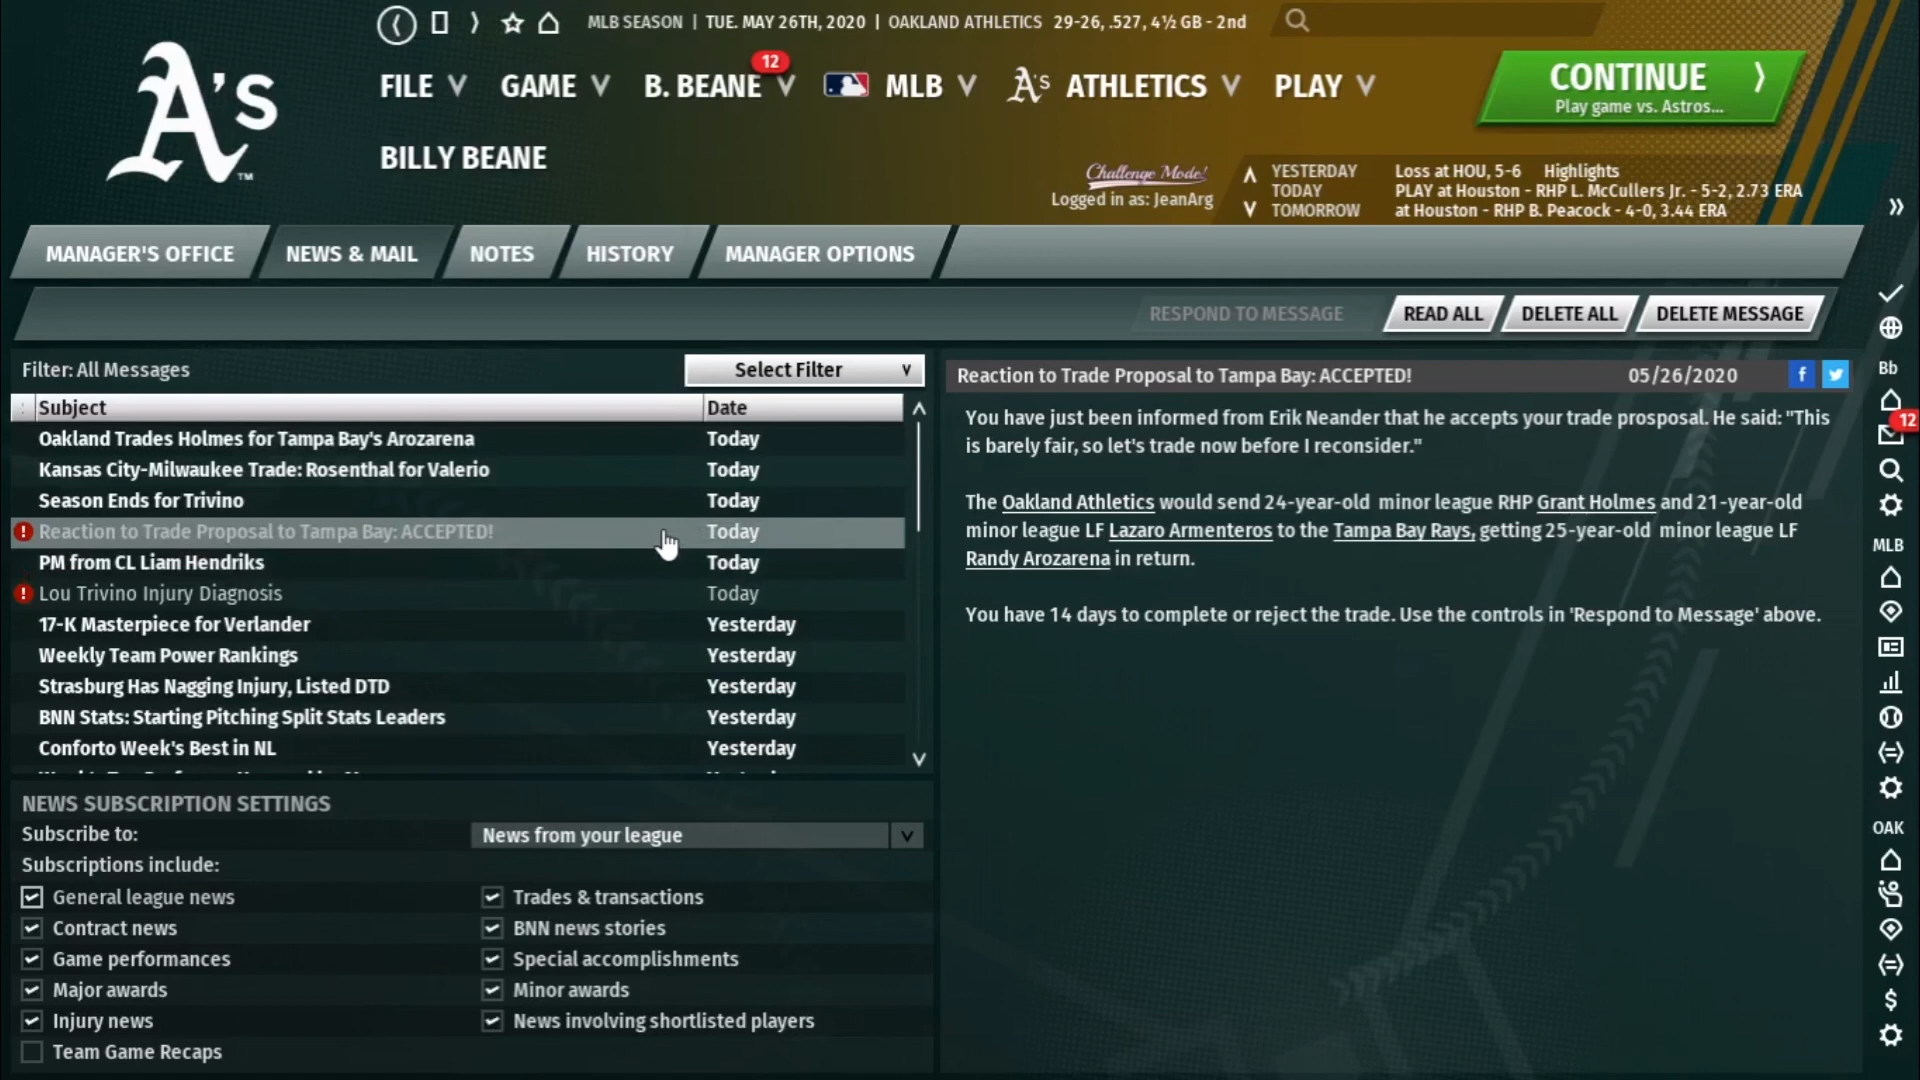 MLB SEASON | TUE. MAY 26TH, 2020 | OAKLAND ATHLETICS 29-26, .527, 4½ GB - 2nd
A's TM
FILE GAME B. BEANE 12 MLB A's ATHLETICS PLAY
CONTINUE
Play game vs. Astros...
BILLY BEANE
Challenge Mode!
Logged in as: JeanArg
YESTERDAY Loss at HOU, 5-6 Highlights
TODAY PLAY at Houston - RHP L. McCullers Jr. - 5-2, 2.73 ERA
TOMORROW at Houston - RHP B. Peacock - 4-0, 3.44 ERA
MANAGER'S OFFICE NEWS & MAIL NOTES HISTORY MANAGER OPTIONS
RESPOND TO MESSAGE READ ALL DELETE ALL DELETE MESSAGE
Filter: All Messages Select Filter
Subject Date
Oakland Trades Holmes for Tampa Bay's Arozarena Today
Kansas City-Milwaukee Trade: Rosenthal for Valerio Today
Season Ends for Trivino Today
Reaction to Trade Proposal to Tampa Bay: ACCEPTED! Today
PM from CL Liam Hendriks Today
Lou Trivino Injury Diagnosis Today
17-K Masterpiece for Verlander Yesterday
Weekly Team Power Rankings Yesterday
Strasburg Has Nagging Injury, Listed DTD Yesterday
BNN Stats: Starting Pitching Split Stats Leaders Yesterday
Conforto Week's Best in NL Yesterday
Reaction to Trade Proposal to Tampa Bay: ACCEPTED! 05/26/2020
You have just been informed from Erik Neander that he accepts your trade prosposal. He said: "This
is barely fair, so let's trade now before I reconsider."
The Oakland Athletics would send 24-year-old minor league RHP Grant Holmes and 21-year-old
minor league LF Lazaro Armenteros to the Tampa Bay Rays, getting 25-year-old minor league LF
Randy Arozarena in return.
You have 14 days to complete or reject the trade. Use the controls in 'Respond to Message' above.
NEWS SUBSCRIPTION SETTINGS
Subscribe to: News from your league
Subscriptions include:
General league news Trades & transactions
Contract news BNN news stories
Game performances Special accomplishments
Major awards Minor awards
Injury news News involving shortlisted players
Team Game Recaps
Bb
12
MLB
OAK